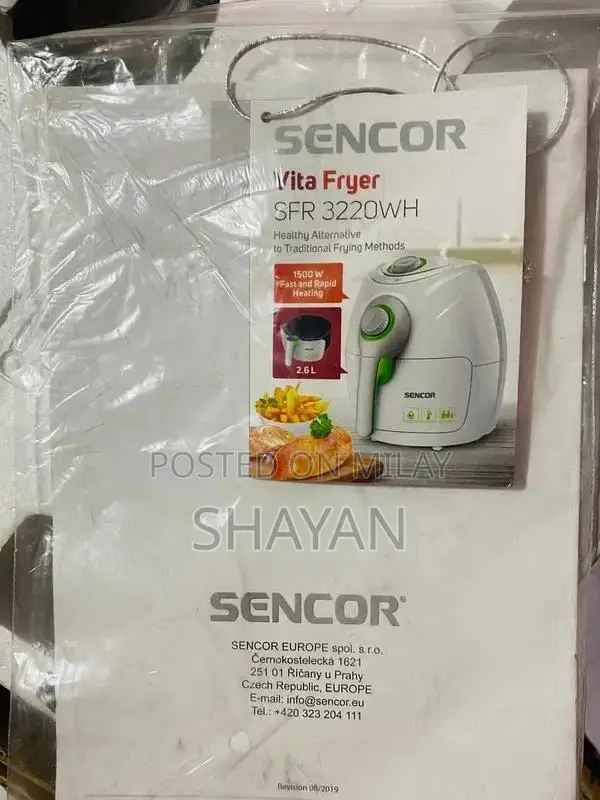 SENCOR
Vita Fryer
SFR 3220WH
Healthy Alternative
to Traditional Frying Methods
1500 W
Fast and Rapid
Heating
2.6 L
SENCOR
POSTED ON MILAY
SHAYAN
SENCOR®
SENCOR EUROPE spol. s.r.o.
Černokostelecká 1621
251 01 Říčany u Prahy
Czech Republic, EUROPE
E-mail: info@sencor.eu
Tel.: +420 323 204 111
Revision 08/2019